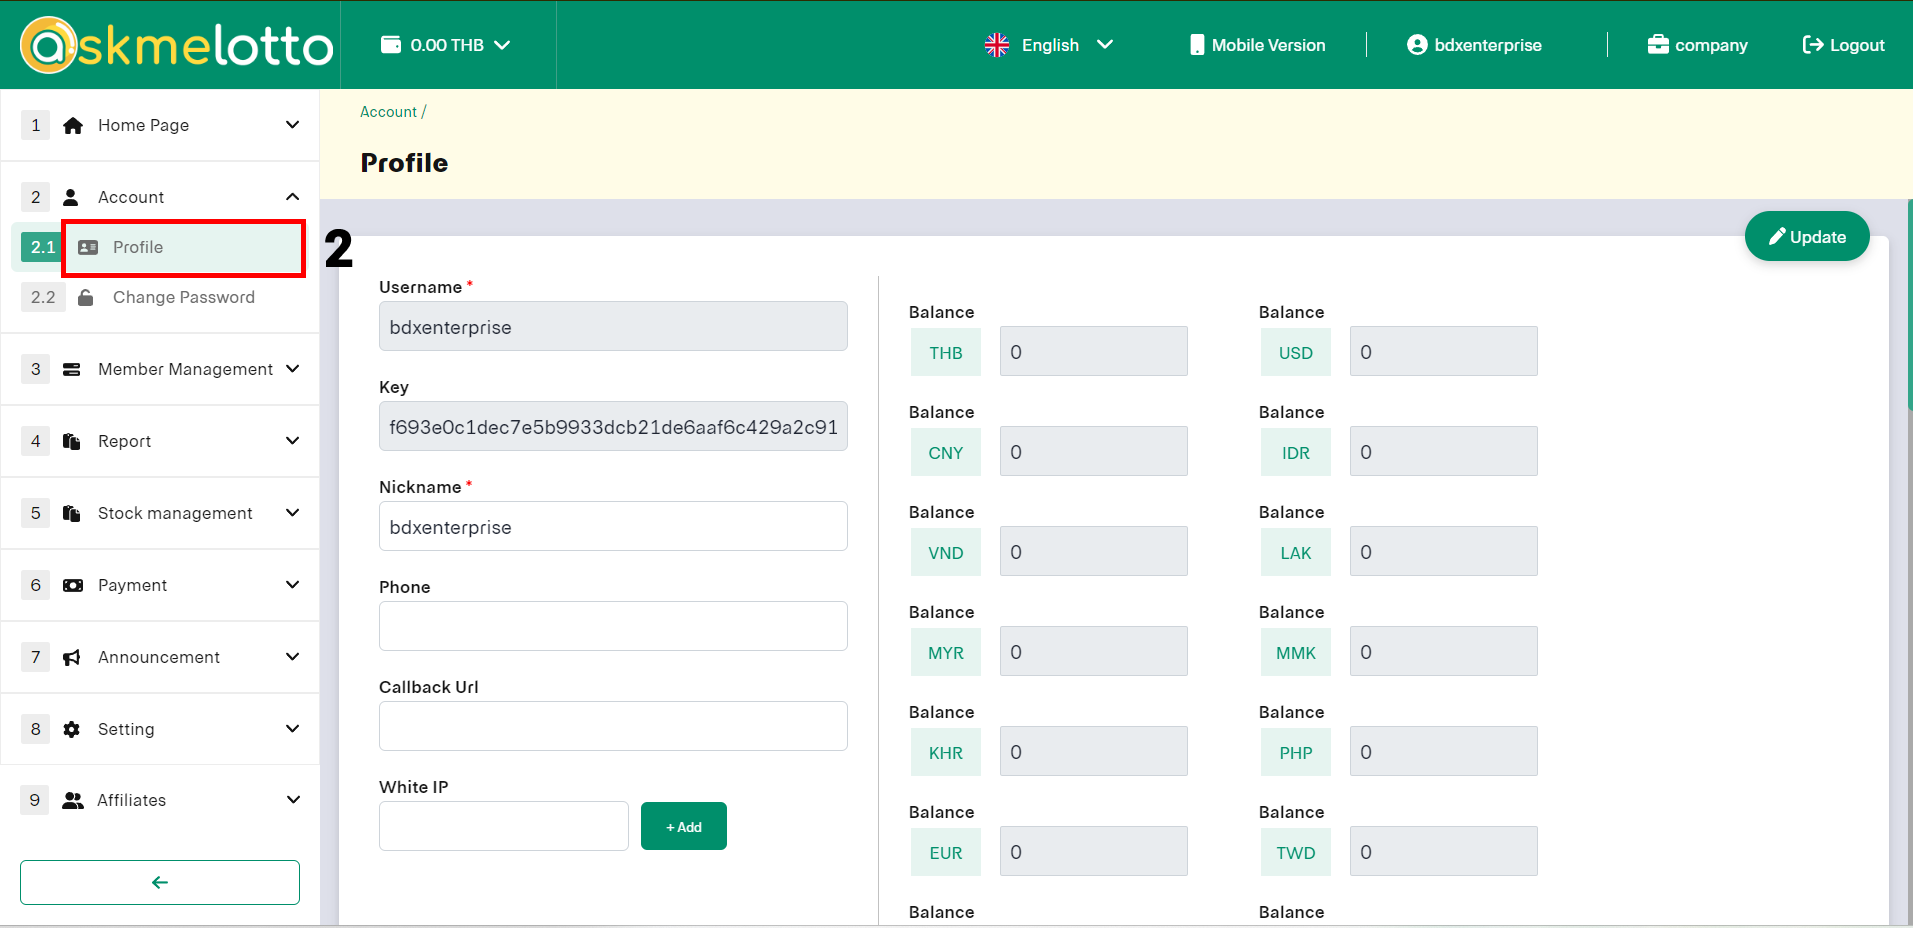 askmelotto
0.00 THB
English
Mobile Version
bdxenterprise
company
Logout
1 Home Page
2 Account
2.1 Profile
2.2 Change Password
3 Member Management
4 Report
5 Stock management
6 Payment
7 Announcement
8 Setting
9 Affiliates
Account /
Profile
2
Update
Username *
bdxenterprise
Key
f693e0c1dec7e5b9933dcb21de6aaf6c429a2c91
Nickname *
bdxenterprise
Phone
Callback Url
White IP
+ Add
Balance Balance
THB 0 USD 0
Balance Balance
CNY 0 IDR 0
Balance Balance
VND 0 LAK 0
Balance Balance
MYR 0 MMK 0
Balance Balance
KHR 0 PHP 0
Balance Balance
EUR 0 TWD 0
Balance Balance